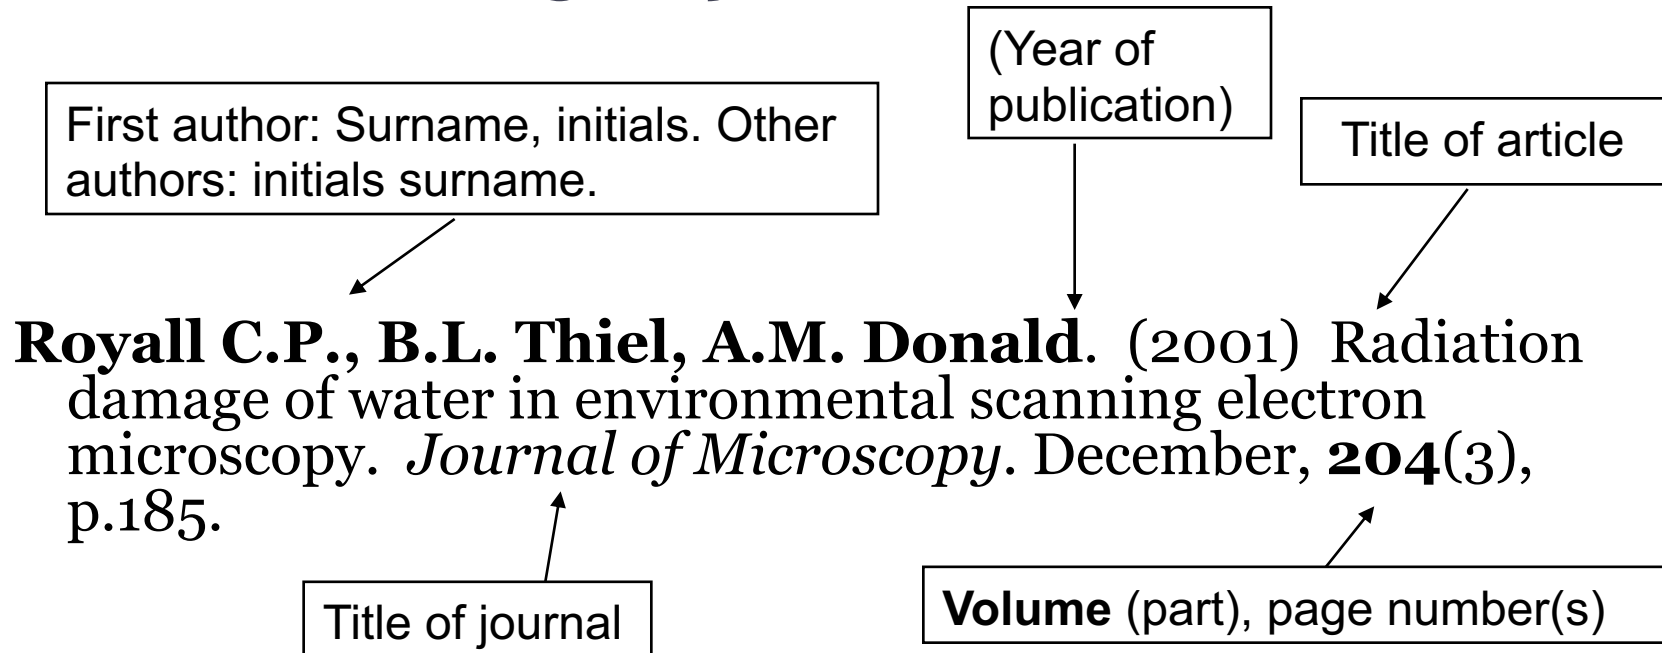 (Year of
publication)
First author: Surname, initials. Other
authors: initials surname.
Title of article
Royall C.P., B.L. Thiel, A.M. Donald. (2001) Radiation
damage of water in environmental scanning electron
microscopy. Journal of Microscopy. December, 204(3),
p.185.
Title of journal
Volume (part), page number(s)